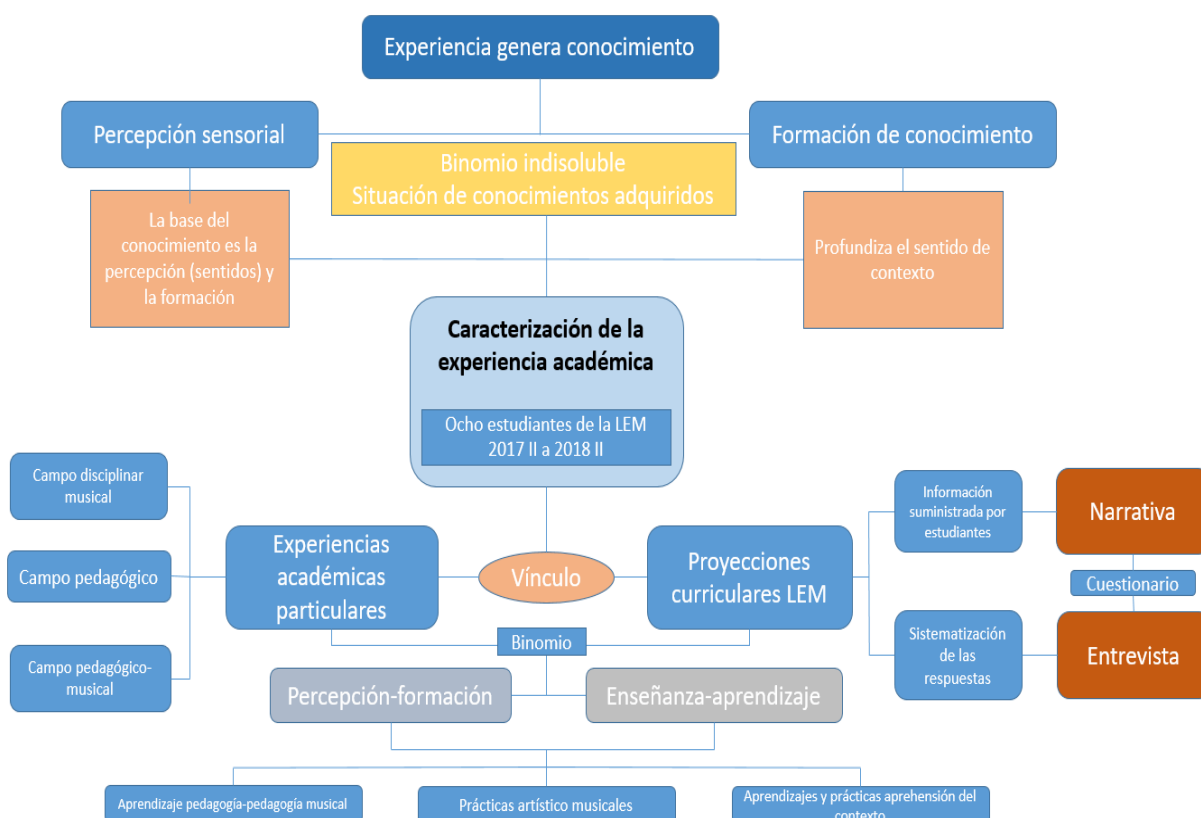 Experiencia genera conocimiento
Percepción sensorial
Formación de conocimiento
Binomio indisoluble
Situación de conocimientos adquiridos
La base del
conocimiento es la
percepción (sentidos) y
la formación
Profundiza el sentido de
contexto
Caracterización de la
experiencia académica
Ocho estudiantes de la LEM
2017 II a 2018 II
Campo disciplinar
musical
Campo pedagógico
Campo pedagógico-
musical
Experiencias
académicas
particulares
Vínculo
Proyecciones
curriculares LEM
Información
suministrada por
estudiantes
Narrativa
Cuestionario
Sistematización
de las
respuestas
Entrevista
Binomio
Percepción-formación
Enseñanza-aprendizaje
Aprendizaje pedagogía-pedagogía musical
Prácticas artístico musicales
Aprendizajes y prácticas aprehensión del
contexto